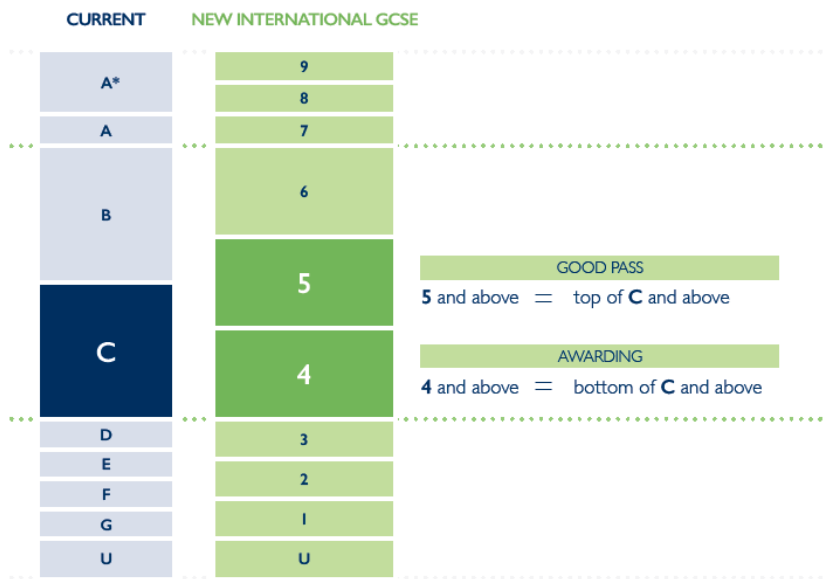 CURRENT NEW INTERNATIONAL GCSE
A* 9
8
A 7
B 6
5
GOOD PASS
5 and above = top of C and above
C 4
AWARDING
4 and above = bottom of C and above
D 3
E 2
F
G 1
U U